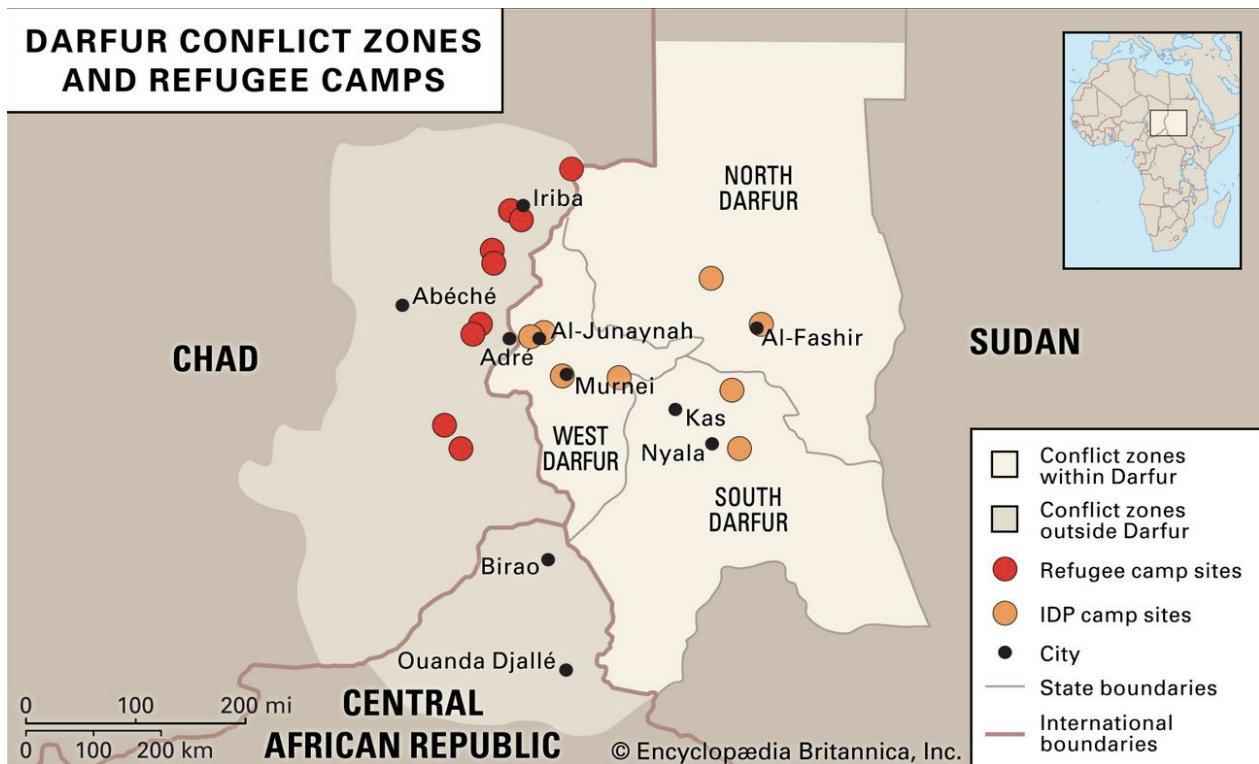 DARFUR CONFLICT ZONES
AND REFUGEE CAMPS
Iriba
NORTH
DARFUR
Abéché
Al-Junaynah
Adré
Al-Fashir
CHAD
SUDAN
Murnei
Kas
WEST
DARFUR
Nyala
SOUTH
DARFUR
Birao
Ouanda Djallé
CENTRAL
AFRICAN REPUBLIC
Conflict zones
within Darfur
Conflict zones
outside Darfur
Refugee camp sites
IDP camp sites
City
State boundaries
International
boundaries
0 100 200 mi
0 100 200 km
© Encyclopædia Britannica, Inc.